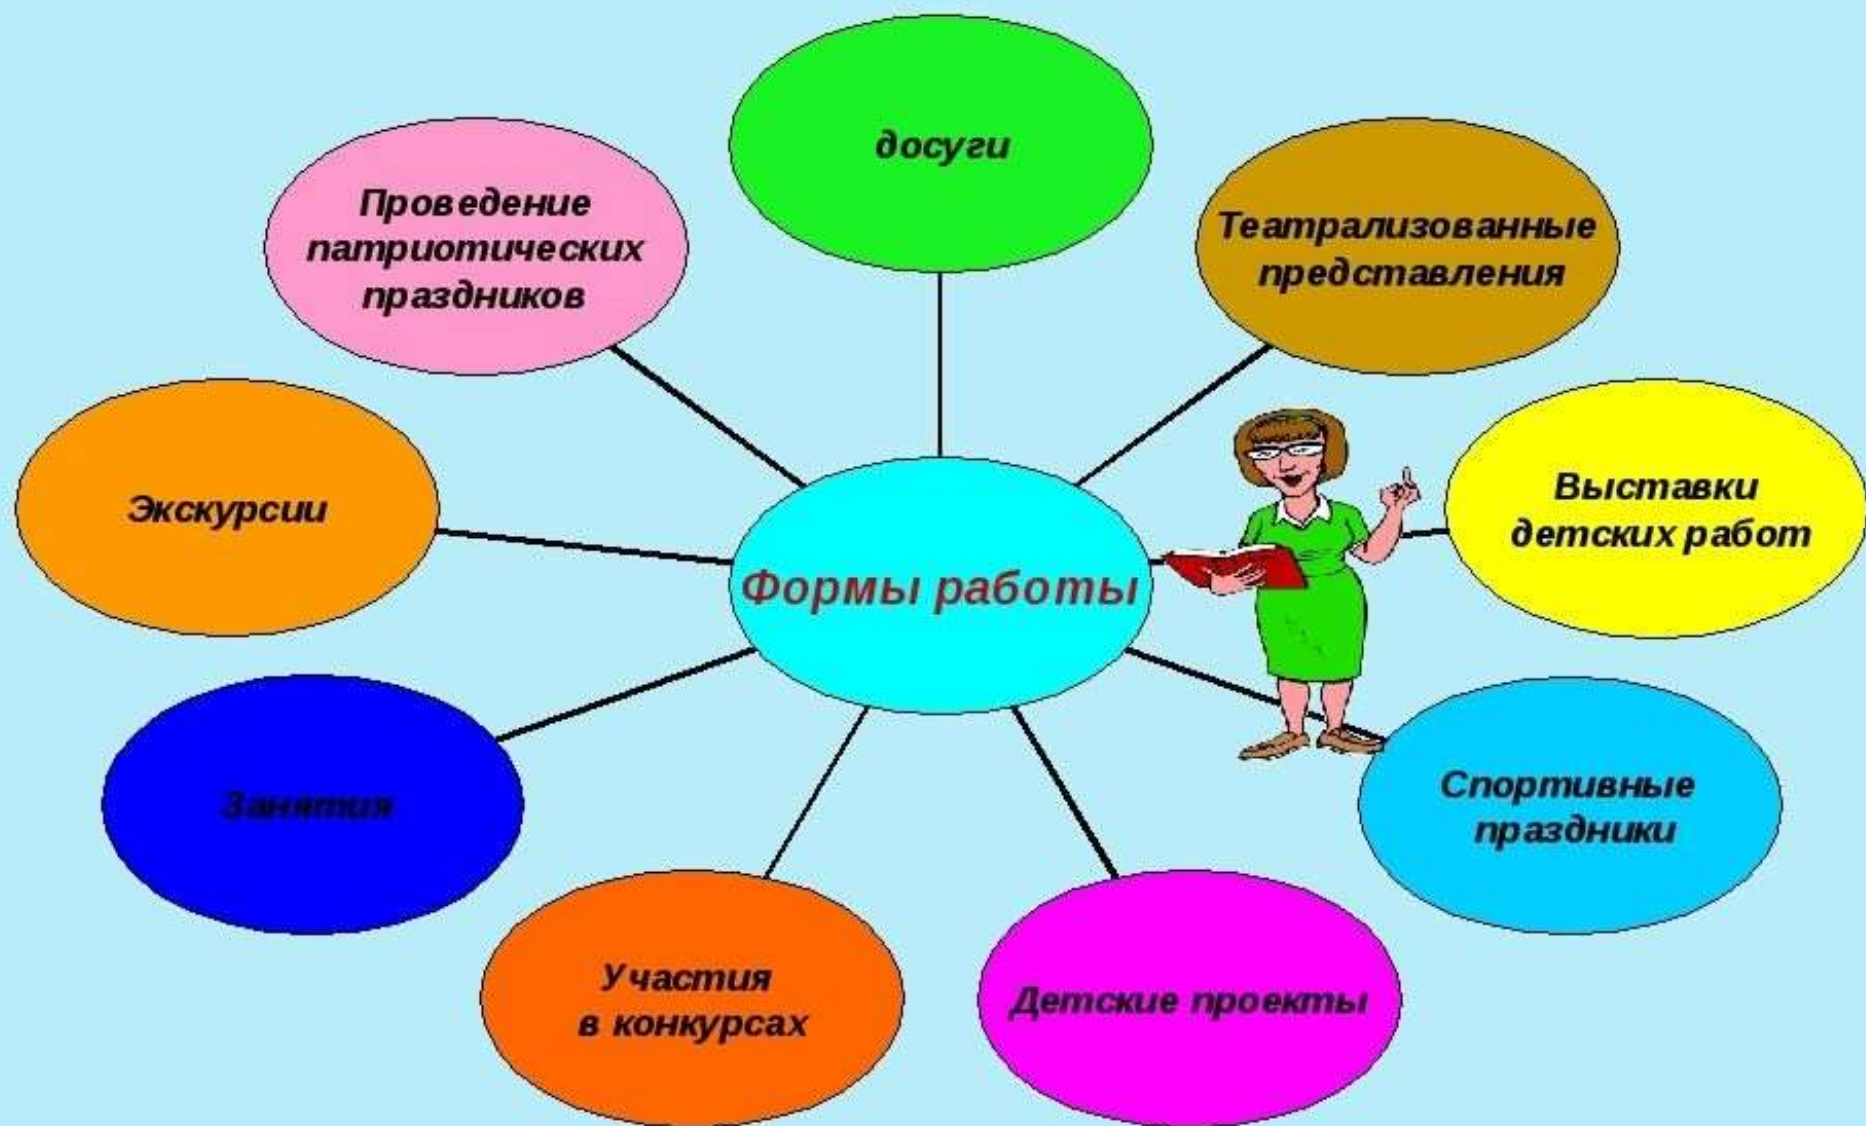 досуги
Проведение
патриотических
праздников
Театрализованные
представления
Экскурсии
Выставки
детских работ
Формы работы
Занятия
Спортивные
праздники
Участия
в конкурсах
Детские проекты